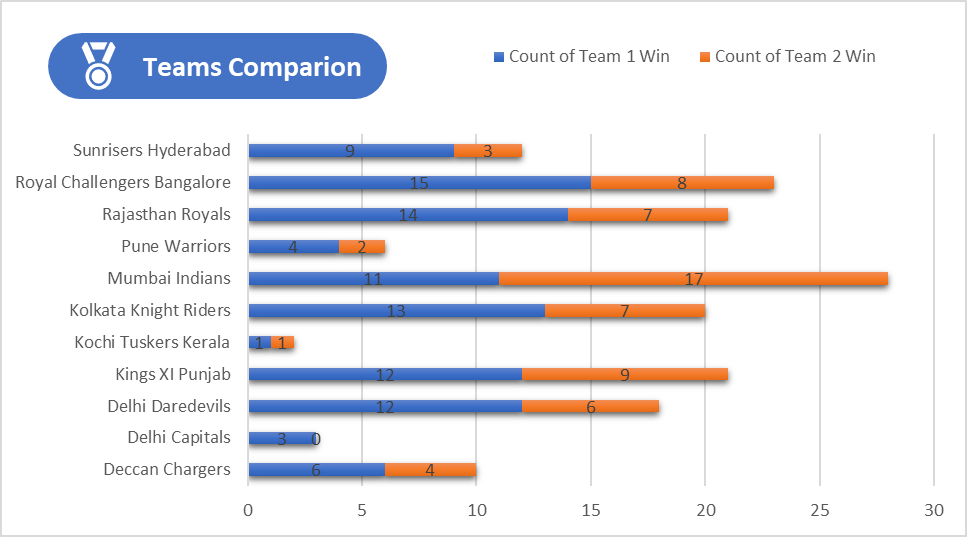 Teams Comparion
Count of Team 1 Win
Count of Team 2 Win
Sunrisers Hyderabad 9 3
Royal Challengers Bangalore 15 8
Rajasthan Royals 14 7
Pune Warriors 4 2
Mumbai Indians 11 17
Kolkata Knight Riders 13 7
Kochi Tuskers Kerala 1 1
Kings XI Punjab 12 9
Delhi Daredevils 12 6
Delhi Capitals 3 0
Deccan Chargers 6 4
0 5 10 15 20 25 30